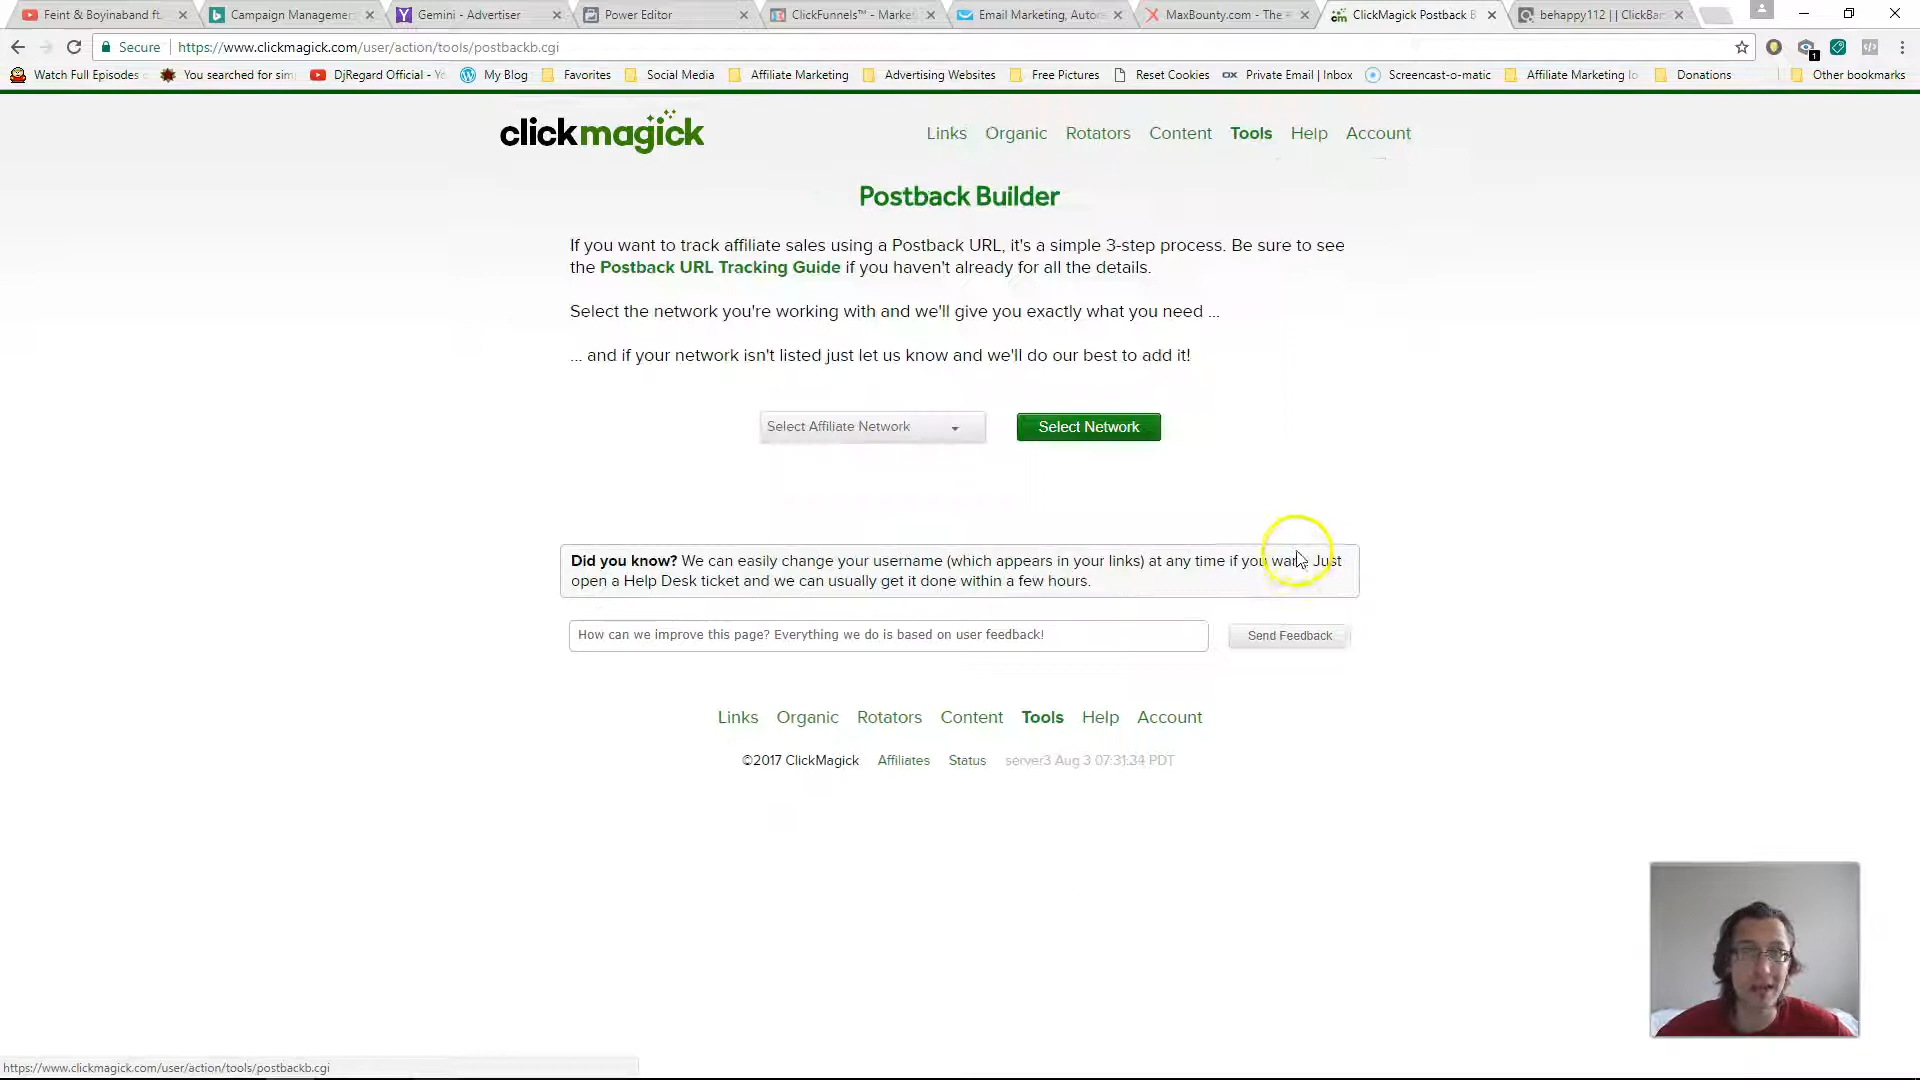 Feint & Boyinaband ft.
Campaign Managemen
Gemini - Advertiser
Power Editor
ClickFunnels™ - Marke
Email Marketing, Autor
MaxBounty.com - The
ClickMagick Postback B
behappy112 || ClickBa
Secure https://www.clickmagick.com/user/action/tools/postbackb.cgi
Watch Full Episodes
You searched for sim
DjRegard Official - Yo
My Blog
Favorites
Social Media
Affiliate Marketing
Advertising Websites
Free Pictures
Reset Cookies
Private Email | Inbox
Screencast-o-matic
Affiliate Marketing
Donations
Other bookmarks
clickmagick
Links Organic Rotators Content Tools Help Account
Postback Builder
If you want to track affiliate sales using a Postback URL, it's a simple 3-step process. Be sure to see
the Postback URL Tracking Guide if you haven't already for all the details.
Select the network you're working with and we'll give you exactly what you need ...
... and if your network isn't listed just let us know and we'll do our best to add it!
Select Affiliate Network
Select Network
Did you know? We can easily change your username (which appears in your links) at any time if you want. Just
open a Help Desk ticket and we can usually get it done within a few hours.
How can we improve this page? Everything we do is based on user feedback!
Send Feedback
Links Organic Rotators Content Tools Help Account
©2017 ClickMagick Affiliates Status server3 Aug 3 07:31:34 PDT
https://www.clickmagick.com/user/action/tools/postbackb.cgi